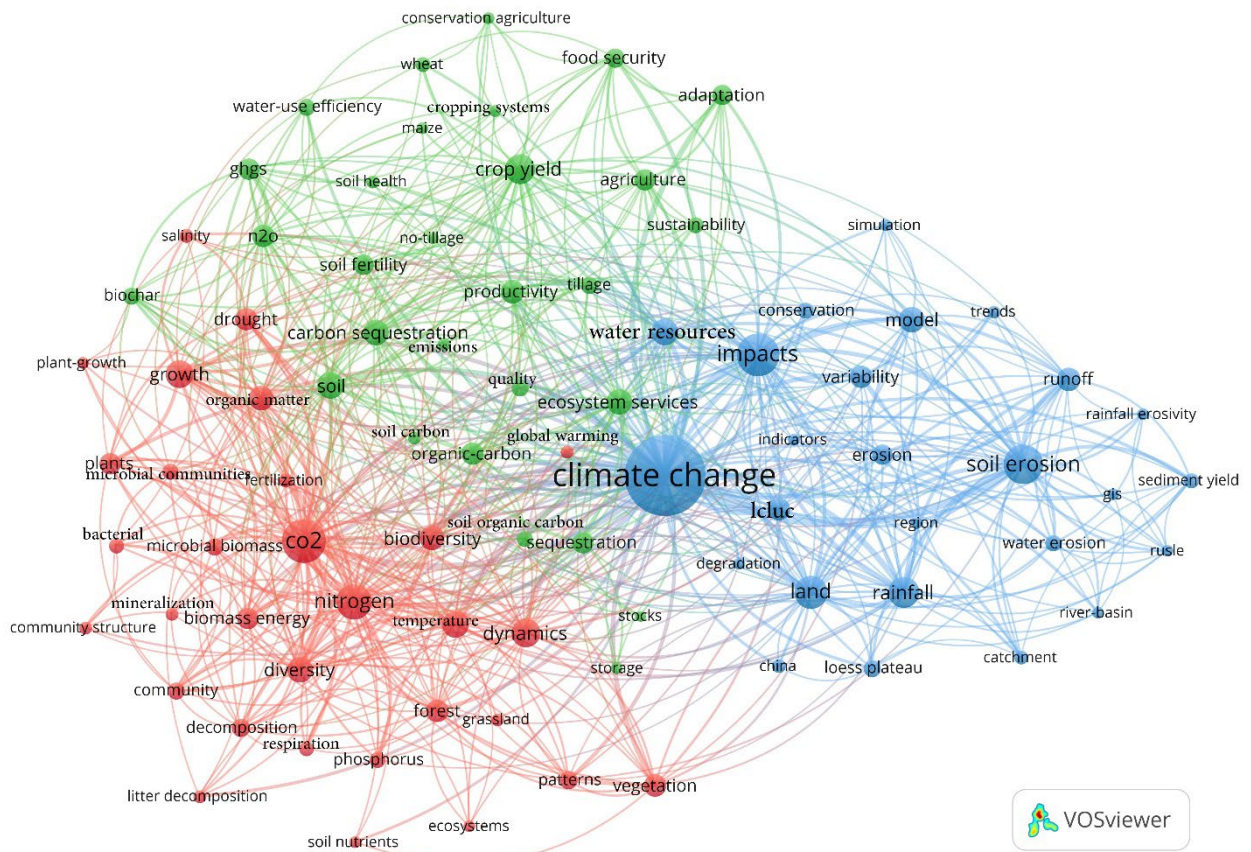 conservation agriculture
food security
wheat
adaptation
water-use efficiency
cropping systems
maize
ghgs
crop yield
soil health
agriculture
sustainability
simulation
salinity
n2o
no-tillage
soil fertility
biochar
productivity
tillage
conservation
model
trends
drought
carbon sequestration
water resources
emissions
impacts
plant-growth
growth
soil
quality
variability
runoff
organic matter
ecosystem services
rainfall erosivity
soil carbon
global warming
indicators
organic-carbon
erosion
soil erosion
plants
microbial communities
fertilization
climate change
sediment yield
gis
lcluc
soil organic carbon
region
bacterial
microbial biomass
co2
biodiversity
sequestration
water erosion
rusle
degradation
mineralization
nitrogen
land
rainfall
community structure
biomass energy
temperature
dynamics
stocks
river-basin
diversity
storage
china
loess plateau
catchment
community
forest
grassland
decomposition
respiration
phosphorus
patterns
vegetation
litter decomposition
ecosystems
soil nutrients
VOSviewer